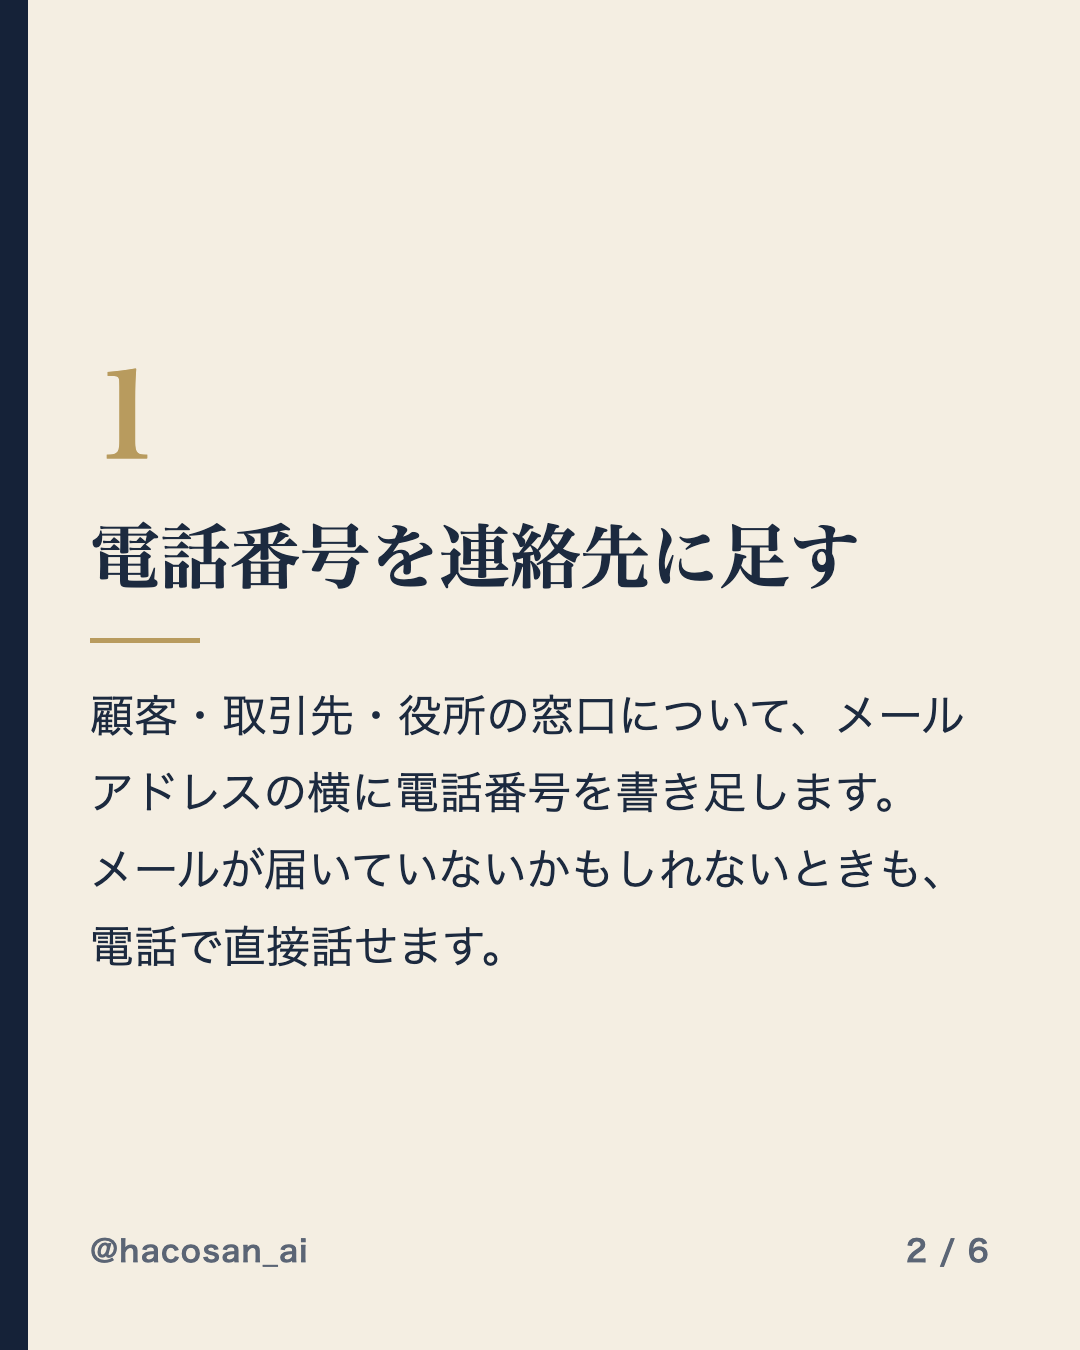 1
電話番号を連絡先に足す
顧客・取引先・役所の窓口について、メール
アドレスの横に電話番号を書き足します。
メールが届いていないかもしれないときも、
電話で直接話せます。
@hacosan_ai
2 / 6